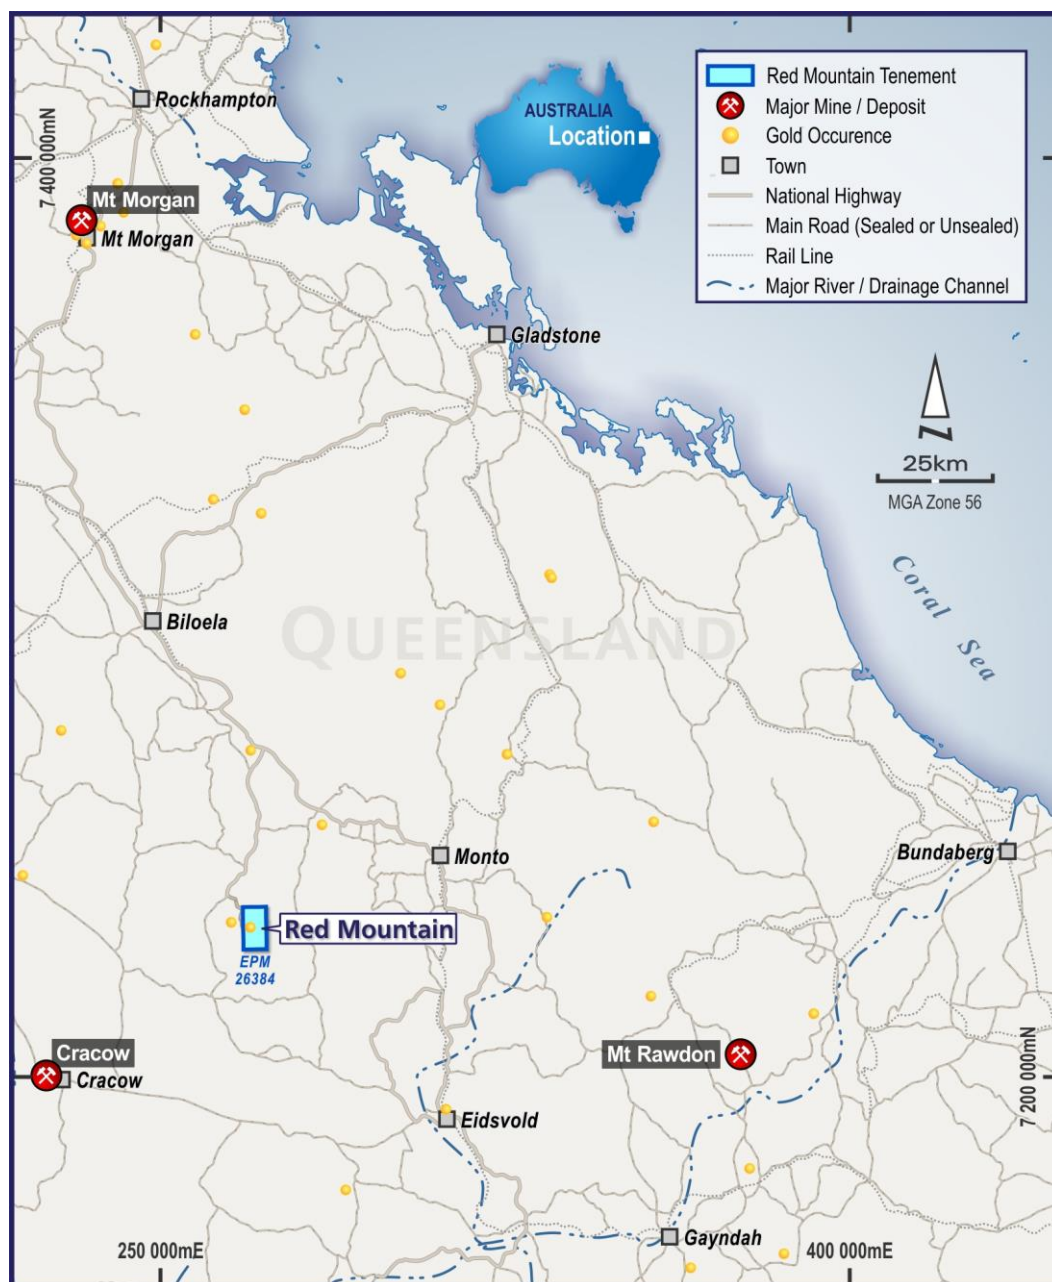 Rockhampton
7 400 000mN
Mt Morgan
Mt Morgan
AUSTRALIA
Location
Red Mountain Tenement
Major Mine / Deposit
Gold Occurence
Town
National Highway
Main Road (Sealed or Unsealed)
Rail Line
Major River / Drainage Channel
Gladstone
N
25km
MGA Zone 56
Coral Sea
Biloela
QUEENSLAND
Monto
Bundaberg
Red Mountain
EPM
26384
Cracow
Cracow
Mt Rawdon
7 200 000mN
Eidsvold
Gayndah
250 000mE
400 000mE